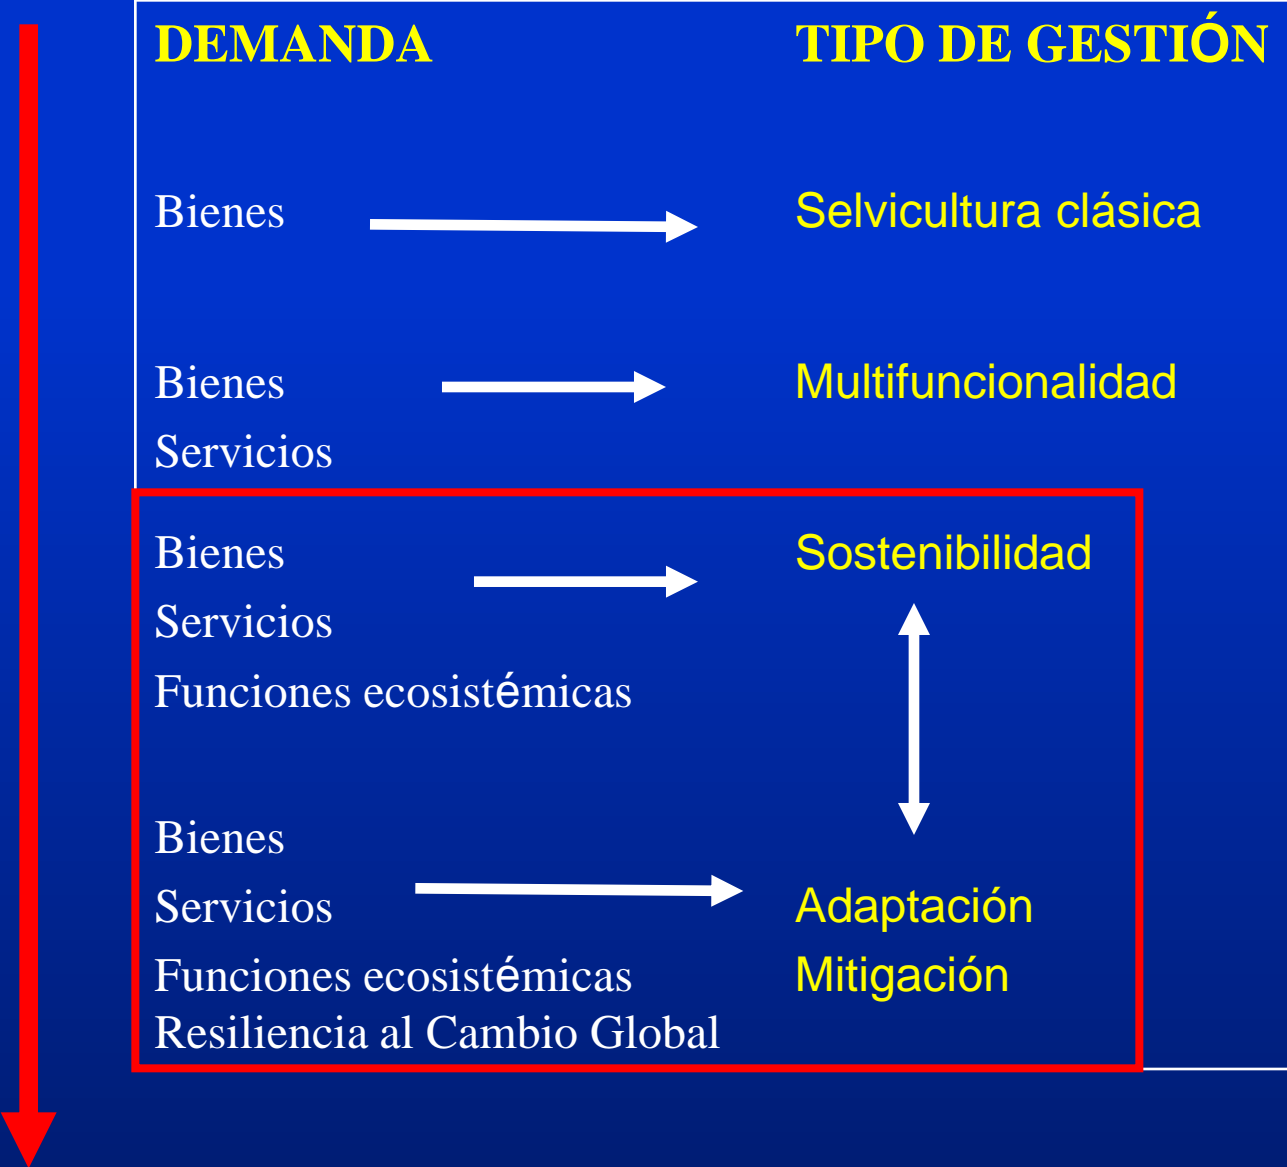 DEMANDA TIPO DE GESTIÓN
Bienes Selvicultura clásica
Bienes Multifuncionalidad
Servicios
Bienes Sostenibilidad
Servicios
Funciones ecosistémicas
Bienes
Servicios Adaptación
Funciones ecosistémicas Mitigación
Resiliencia al Cambio Global